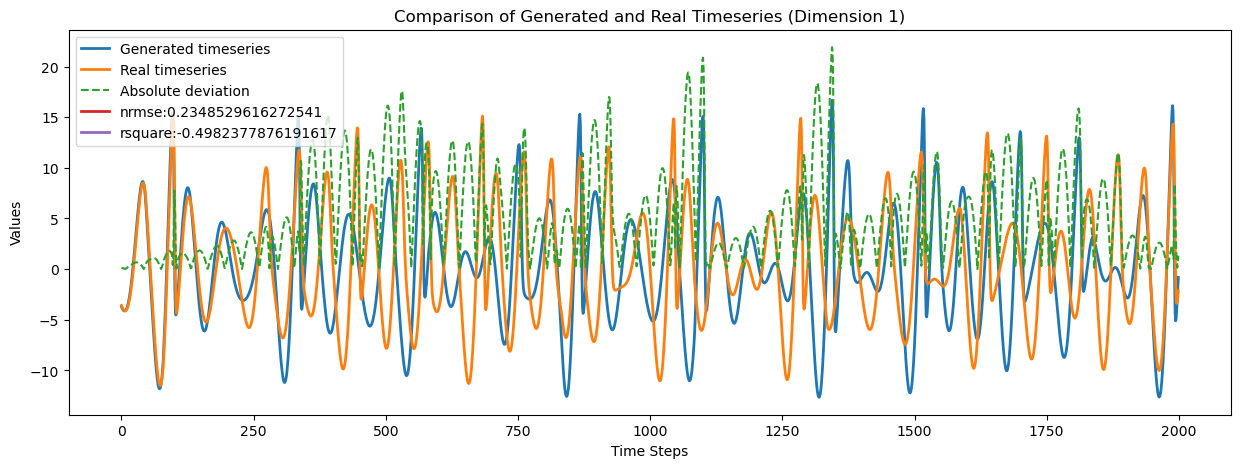 Comparison of Generated and Real Timeseries (Dimension 1)
Generated timeseries
Real timeseries
Absolute deviation
nrmse:0.2348529616272541
rsquare:-0.4982377876191617
20
15
10
5
0
−5
−10
Values
0 250 500 750 1000 1250 1500 1750 2000
Time Steps